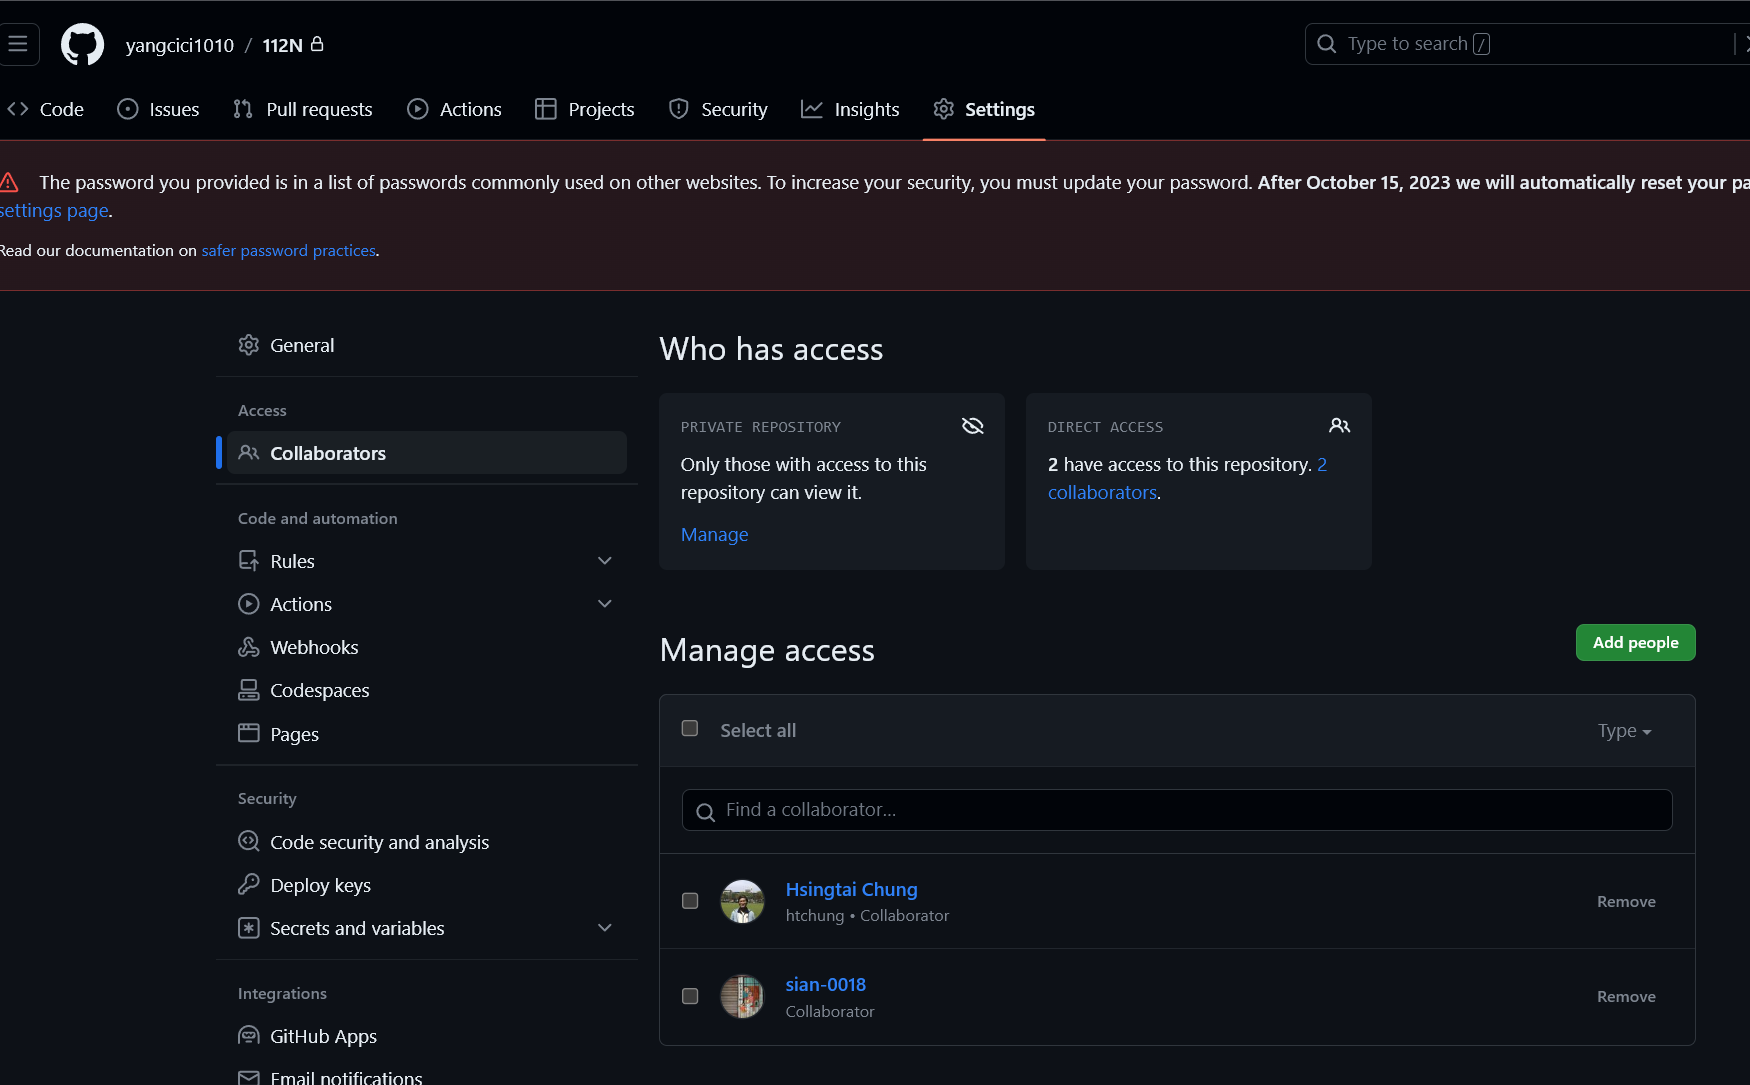 yangcici1010 / 112N
Type to search /
Code Issues Pull requests Actions Projects Security Insights Settings
The password you provided is in a list of passwords commonly used on other websites. To increase your security, you must update your password. After October 15, 2023 we will automatically reset your pa
settings page.
Read our documentation on safer password practices.
General
Access
Collaborators
Code and automation
Rules
Actions
Webhooks
Codespaces
Pages
Security
Code security and analysis
Deploy keys
Secrets and variables
Integrations
GitHub Apps
Email notifications
Who has access
PRIVATE REPOSITORY
Only those with access to this
repository can view it.
Manage
DIRECT ACCESS
2 have access to this repository. 2
collaborators.
Manage access
Add people
Select all
Type
Find a collaborator...
Hsingtai Chung
htchung • Collaborator
Remove
sian-0018
Collaborator
Remove